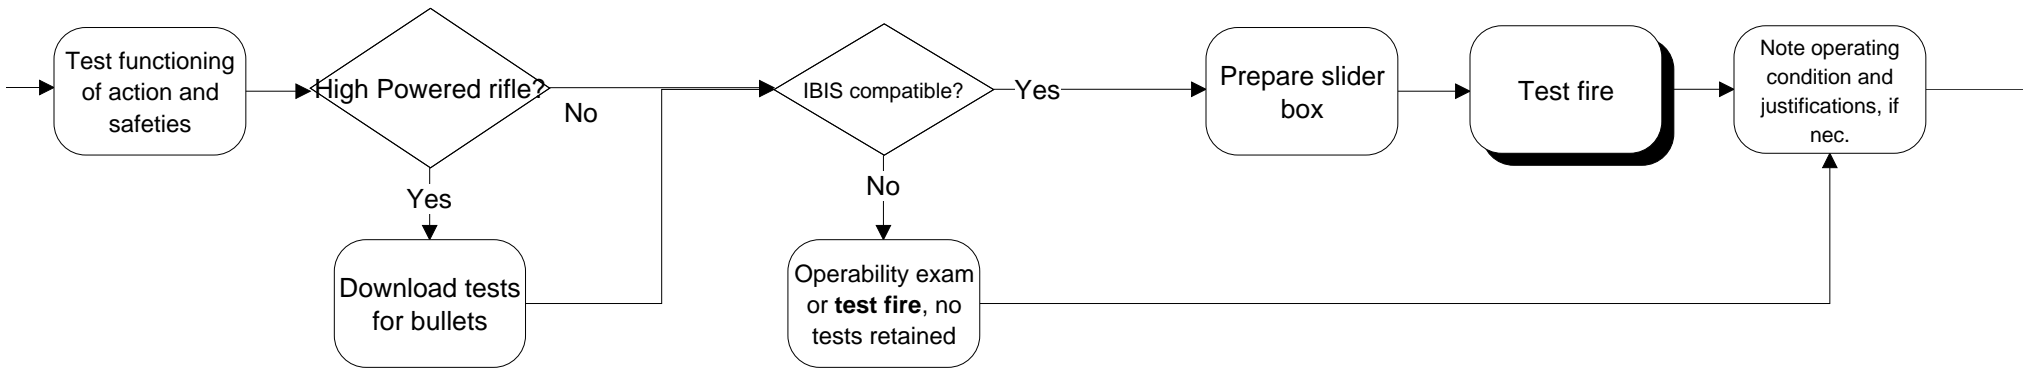 Test functioning
of action and
safeties
High Powered rifle?
No
Yes
Download tests
for bullets
IBIS compatible?
Yes
No
Operability exam
or test fire, no
tests retained
Prepare slider
box
Test fire
Note operating
condition and
justifications, if
nec.